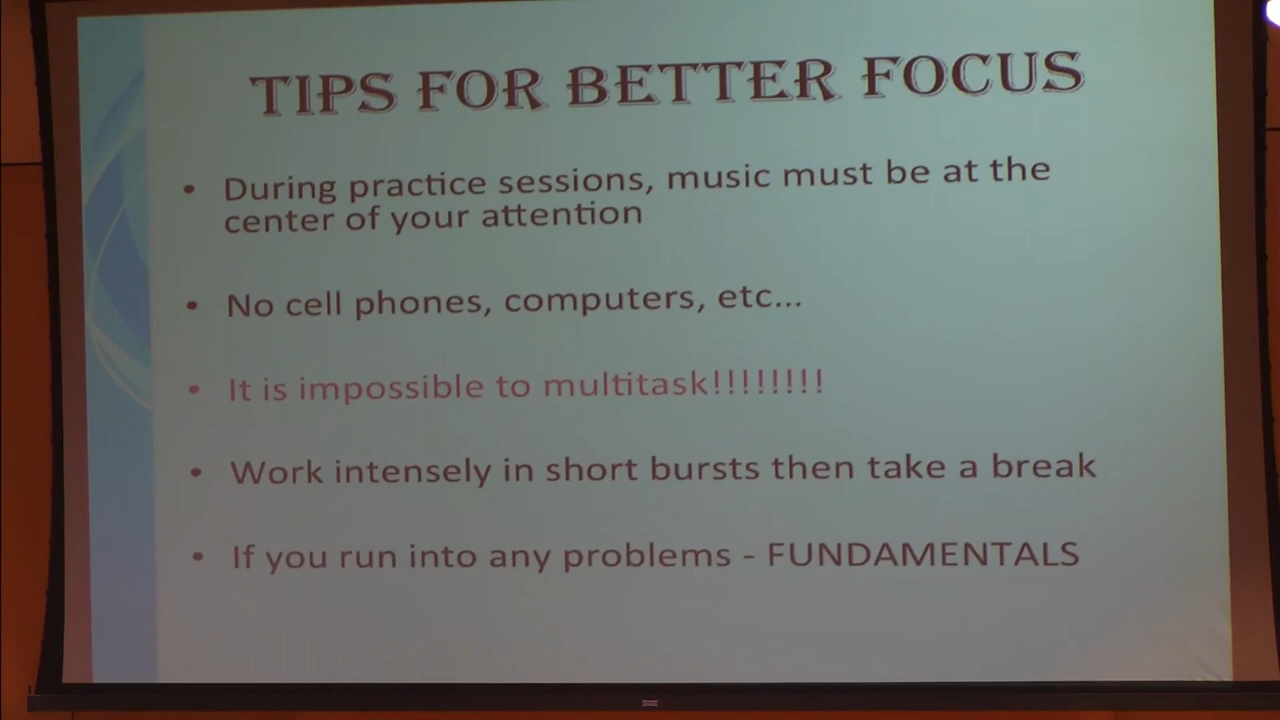 TIPS FOR BETTER FOCUS
• During practice sessions, music must be at the
center of your attention
• No cell phones, computers, etc...
• It is impossible to multitask!!!!!!!!
• Work intensely in short bursts then take a break
• If you run into any problems - FUNDAMENTALS